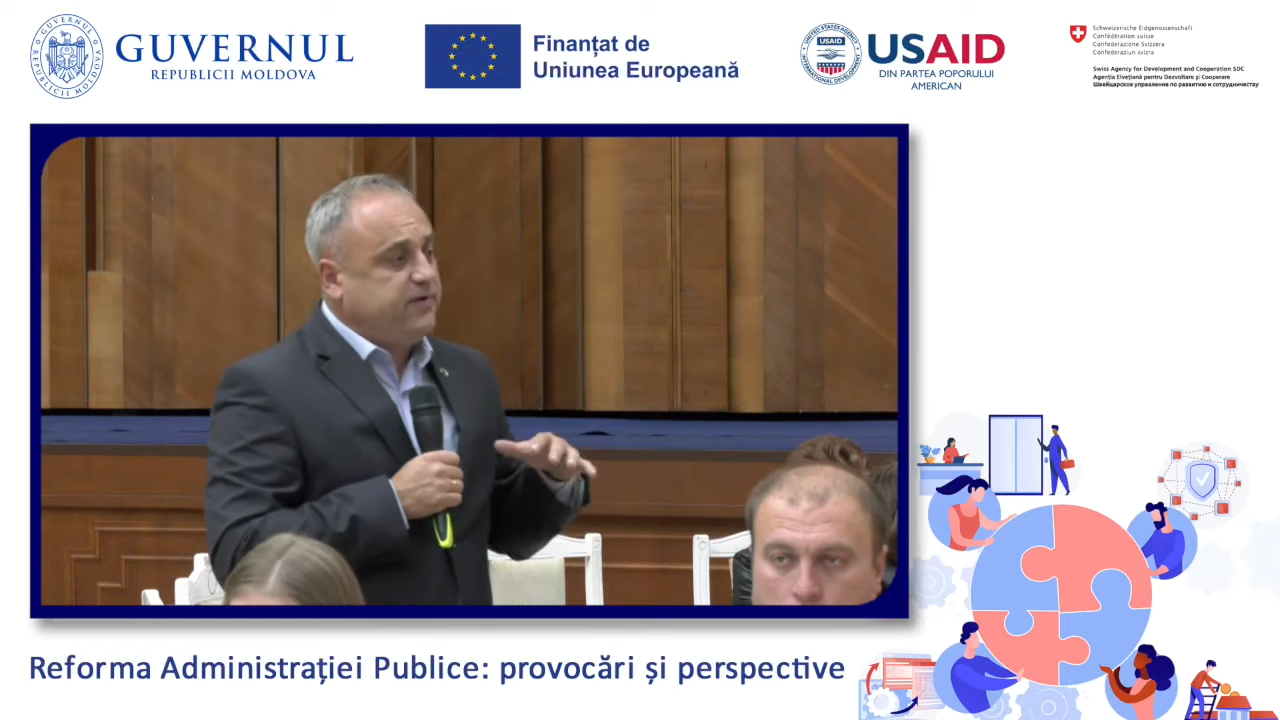 GUVERNUL
REPUBLICII MOLDOVA
Finanțat de
Uniunea Europeană
USAID
USAID
DIN PARTEA POPORULUI
AMERICAN
Schweizerische Eidgenossenschaft
Confédération suisse
Confederazione Svizzera
Confederaziun svizra
Swiss Agency for Development and Cooperation SDC
Agenția Elvețiană pentru Dezvoltare și Cooperare
Швейцарское управление по развитию и сотрудничеству
Reforma Administrației Publice: provocări și perspective